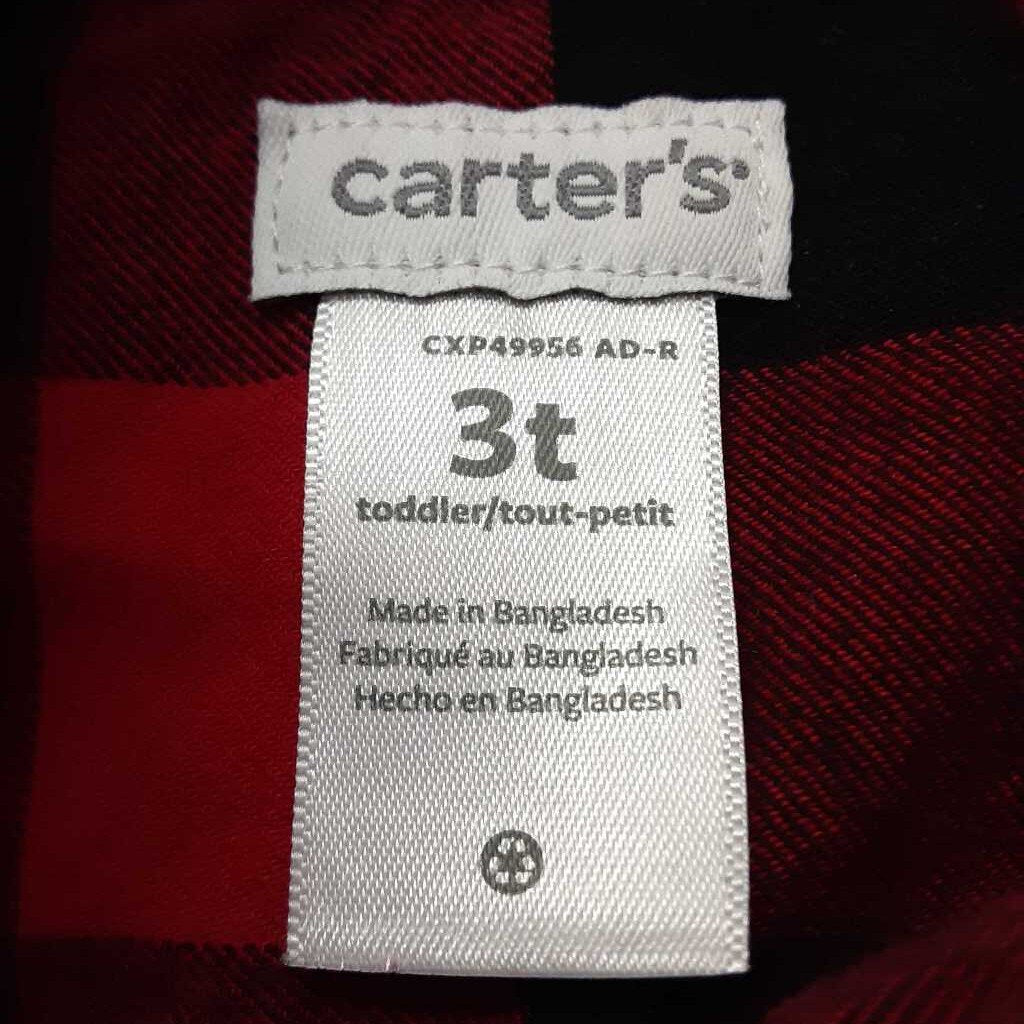 carter's
CXP49956 AD-R
3t
toddler/tout-petit
Made in Bangladesh
Fabriqué au Bangladesh
Hecho en Bangladesh